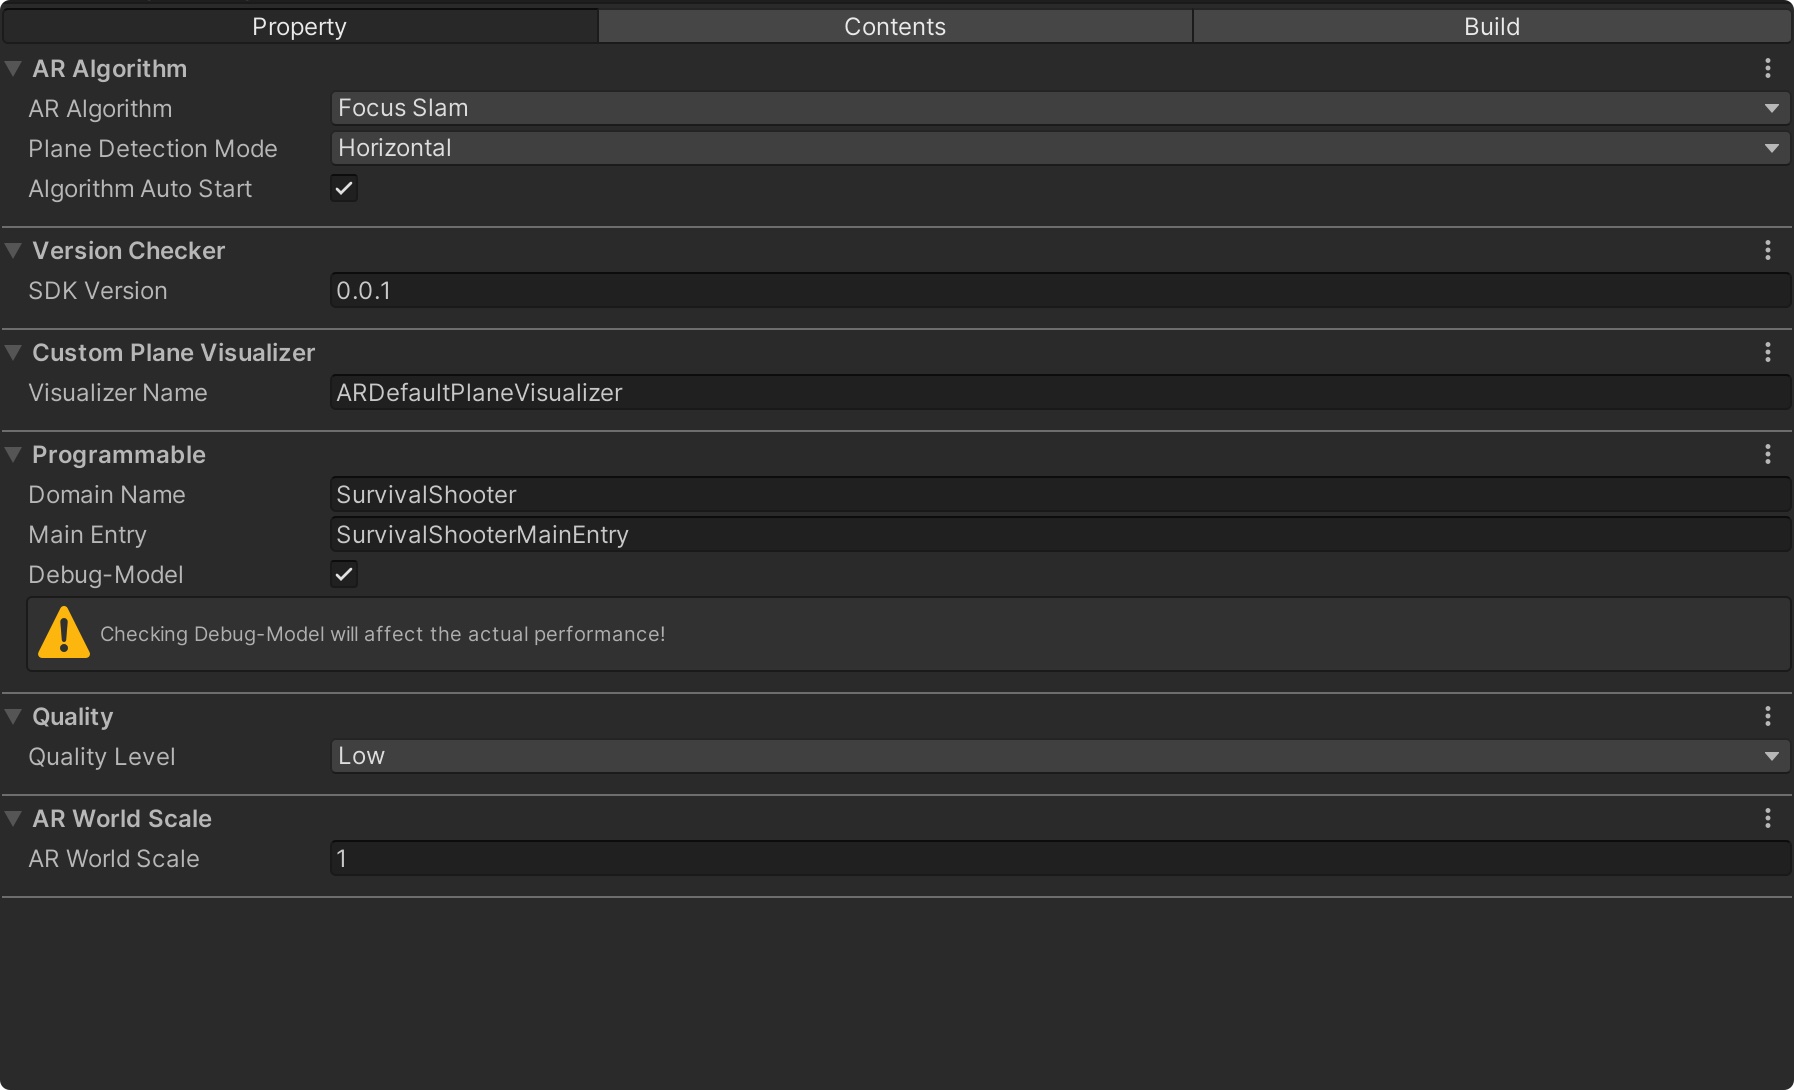 Property Contents Build
AR Algorithm
AR Algorithm Focus Slam
Plane Detection Mode Horizontal
Algorithm Auto Start
Version Checker
SDK Version 0.0.1
Custom Plane Visualizer
Visualizer Name ARDefaultPlaneVisualizer
Programmable
Domain Name SurvivalShooter
Main Entry SurvivalShooterMainEntry
Debug-Model
Checking Debug-Model will affect the actual performance!
Quality
Quality Level Low
AR World Scale
AR World Scale 1